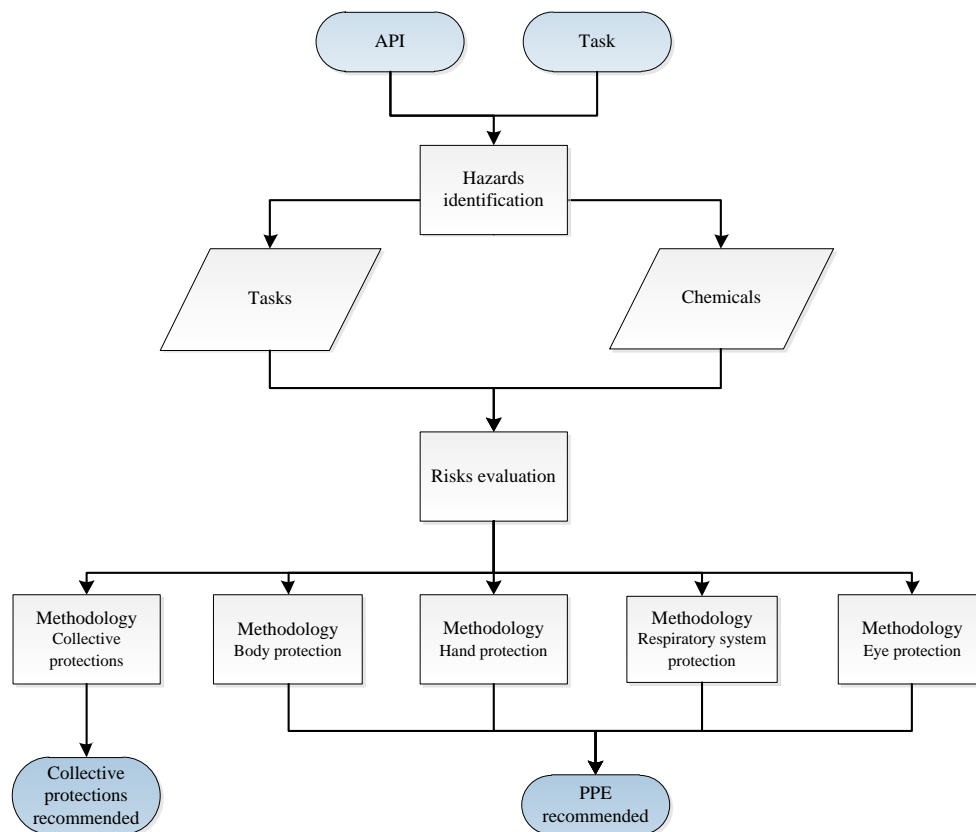 API
Task
Hazards
identification
Tasks
Chemicals
Risks evaluation
Methodology
Collective
protections
Methodology
Body protection
Methodology
Hand protection
Methodology
Respiratory system
protection
Methodology
Eye protection
Collective
protections
recommended
PPE
recommended